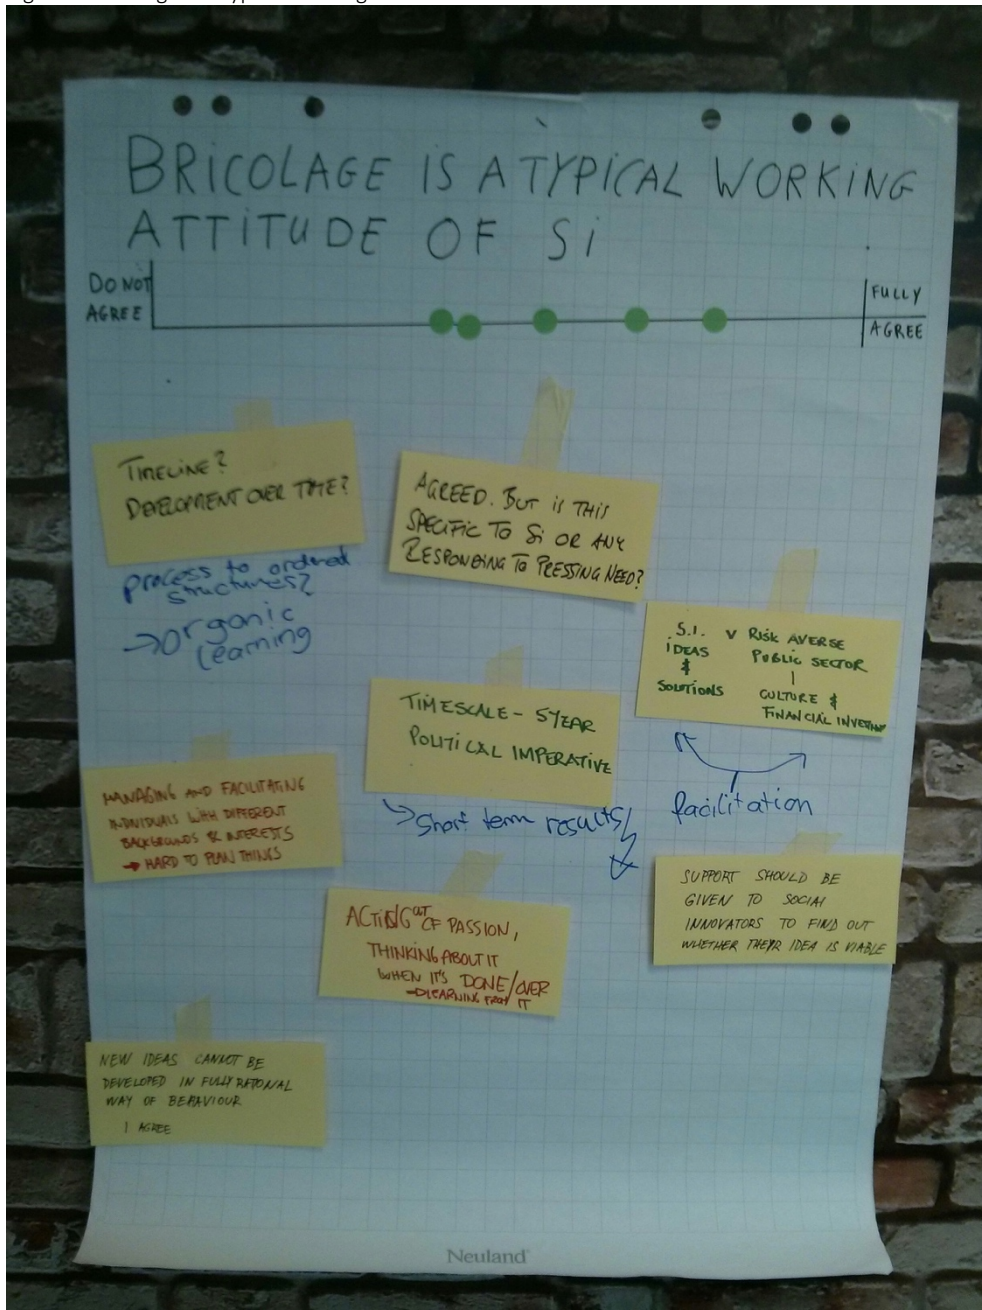 BRiCOLAGE iS A TYPiCAL WORKiNG
ATTiTUDE OF Si
DO NOT
AGREE
FULLY
AGREE
TIMELINE?
DEVELOPMENT OVER TIME?
process to ordered
structures?
→ Organic
learning
AGREED. BUT iS THiS
SPECiFiC TO Si OR ANY
RESPONDiNG TO PRESSiNG NEED?
S.I. V RiSK AVERSE
iDEAS PUBLiC SECTOR
&
SOLUTIONS CULTURE &
FiNANCiAL
TIMESCALE - 5YEAR
POLITICAL IMPERATIVE
short term results
facilitation
MANAGING AND FACILITATING
INDIVIDUALS WITH DIFFERENT
BACKGROUNDS & INTERESTS
→ HARD TO PLAN THINGS
SUPPORT SHOULD BE
GIVEN TO SOCIAL
INNOVATORS TO FIND OUT
WHETHER THEYR IDEA IS VIABLE
ACTING OUT OF PASSION,
THINKING ABOUT IT
WHEN IT'S DONE/OVER
LEARNING FROM IT
NEW IDEAS CANNOT BE
DEVELOPED IN FULLY RATIONAL
WAY OF BEHAVIOUR
I AGREE
Neuland